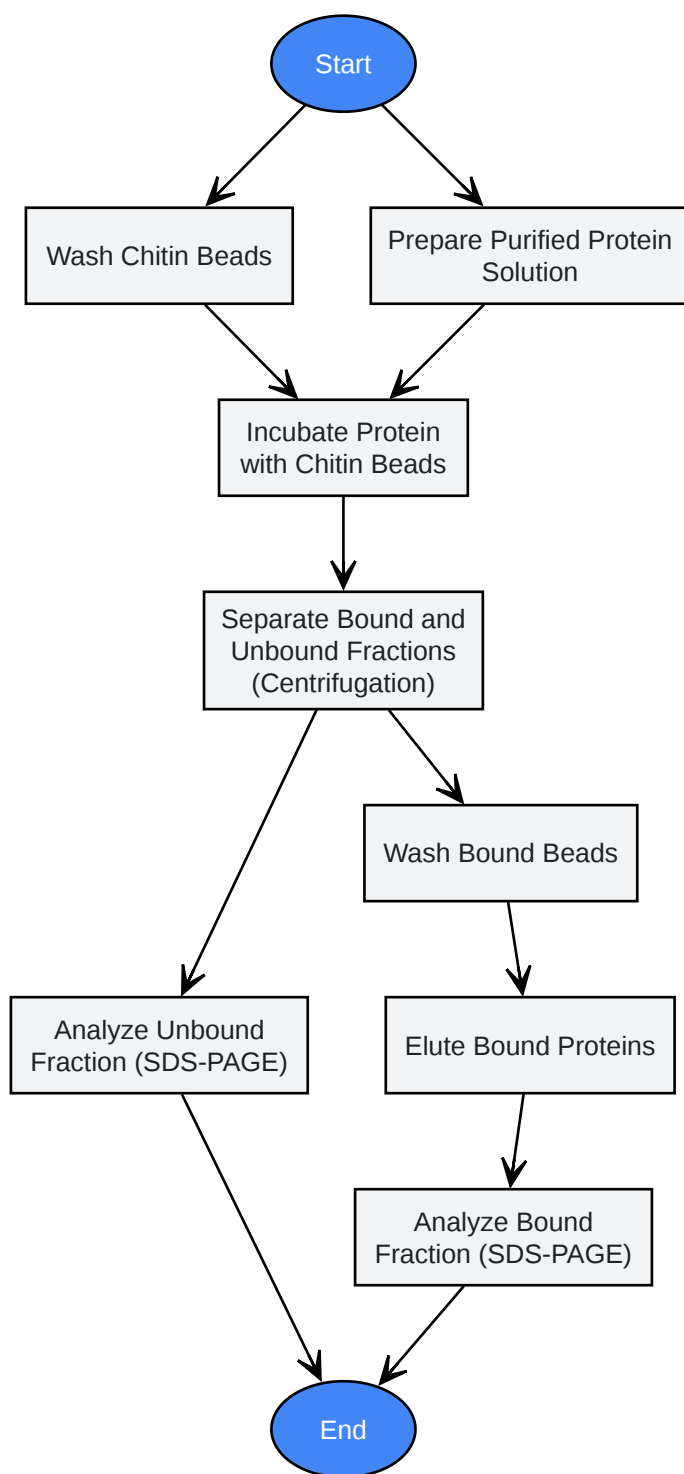 Start
Wash Chitin Beads
Prepare Purified Protein
Solution
Incubate Protein
with Chitin Beads
Separate Bound and
Unbound Fractions
(Centrifugation)
Wash Bound Beads
Analyze Unbound
Fraction (SDS-PAGE)
Elute Bound Proteins
Analyze Bound
Fraction (SDS-PAGE)
End